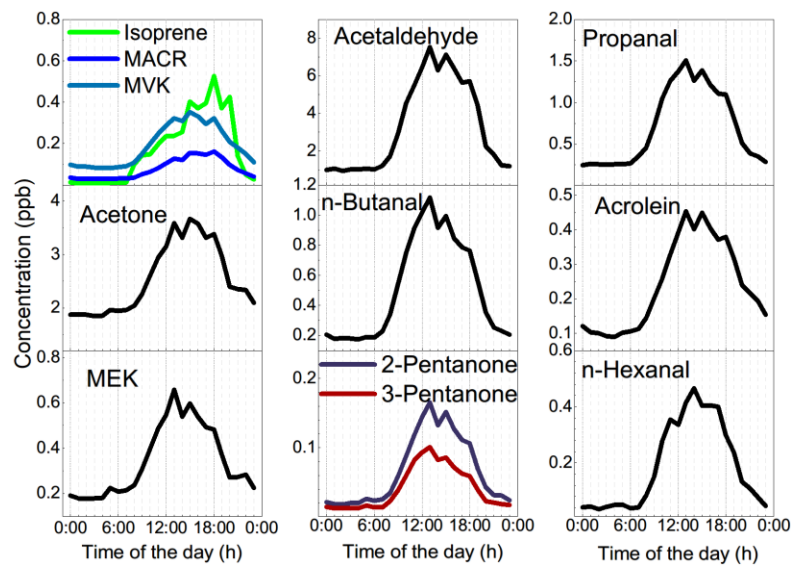 Concentration (ppb)
0.8
0.6
0.4
0.2
Isoprene
MACR
MVK
8
6
4
2
1.2
Acetaldehyde
2.0
1.5
1.0
0.5
Propanal
4
3
2
Acetone
1.0
0.8
0.6
0.4
0.2
n-Butanal
0.5
0.4
0.3
0.2
0.1
0.6
Acrolein
0.8
0.6
0.4
0.2
MEK
0.2
0.1
2-Pentanone
3-Pentanone
0.4
0.2
n-Hexanal
0:00 6:00 12:00 18:00 0:00
0:00 6:00 12:00 18:00 0:00
0:00 6:00 12:00 18:00 0:00
Time of the day (h)
Time of the day (h)
Time of the day (h)